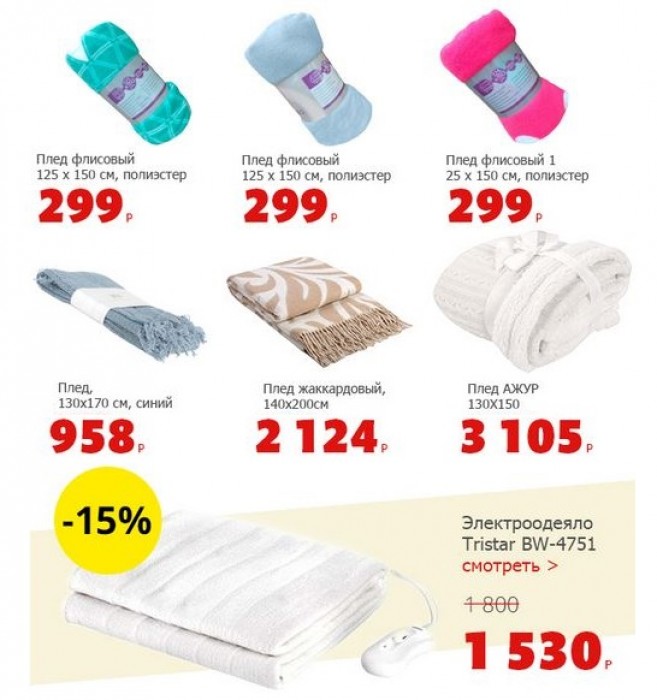 Плед флисовый
125 х 150 см, полиэстер
299 Р
Плед флисовый
125 х 150 см, полиэстер
299 Р
Плед флисовый 1
25 х 150 см, полиэстер
299 Р
Плед,
130х170 см, синий
958 Р
Плед жаккардовый,
140х200см
2 124 Р
Плед АЖУР
130Х150
3 105 Р
-15%
Электроодеяло
Tristar BW-4751
смотреть >
1 800
1 530 Р